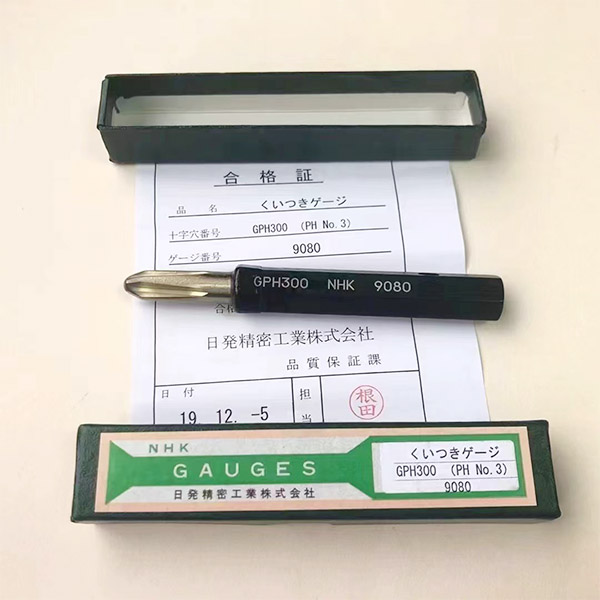 合格証
品名 くいつきゲージ
十字穴番号 GPH300 (PH No.3)
ゲージ番号 9080
GPH300 NHK 9080
合格
日発精密工業株式会社
品質保証課
日付 担当
19. 12. -5
根田
NHK
GAUGES
日発精密工業株式会社
くいつきゲージ
GPH300 (PH No.3)
9080